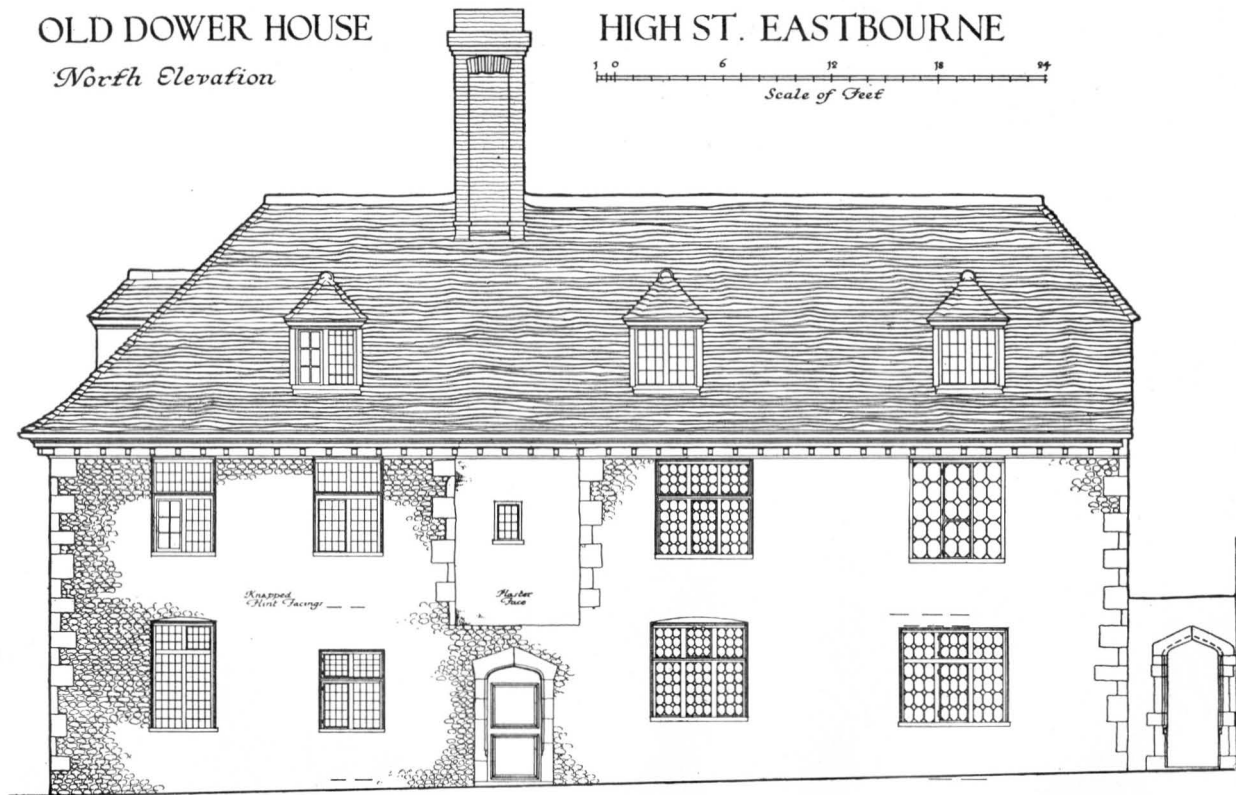 OLD DOWER HOUSE
HIGH ST. EASTBOURNE
North Elevation
1 0 6 12 18 24
Scale of Feet
Knapped
Flint Facings
Plaster
Face